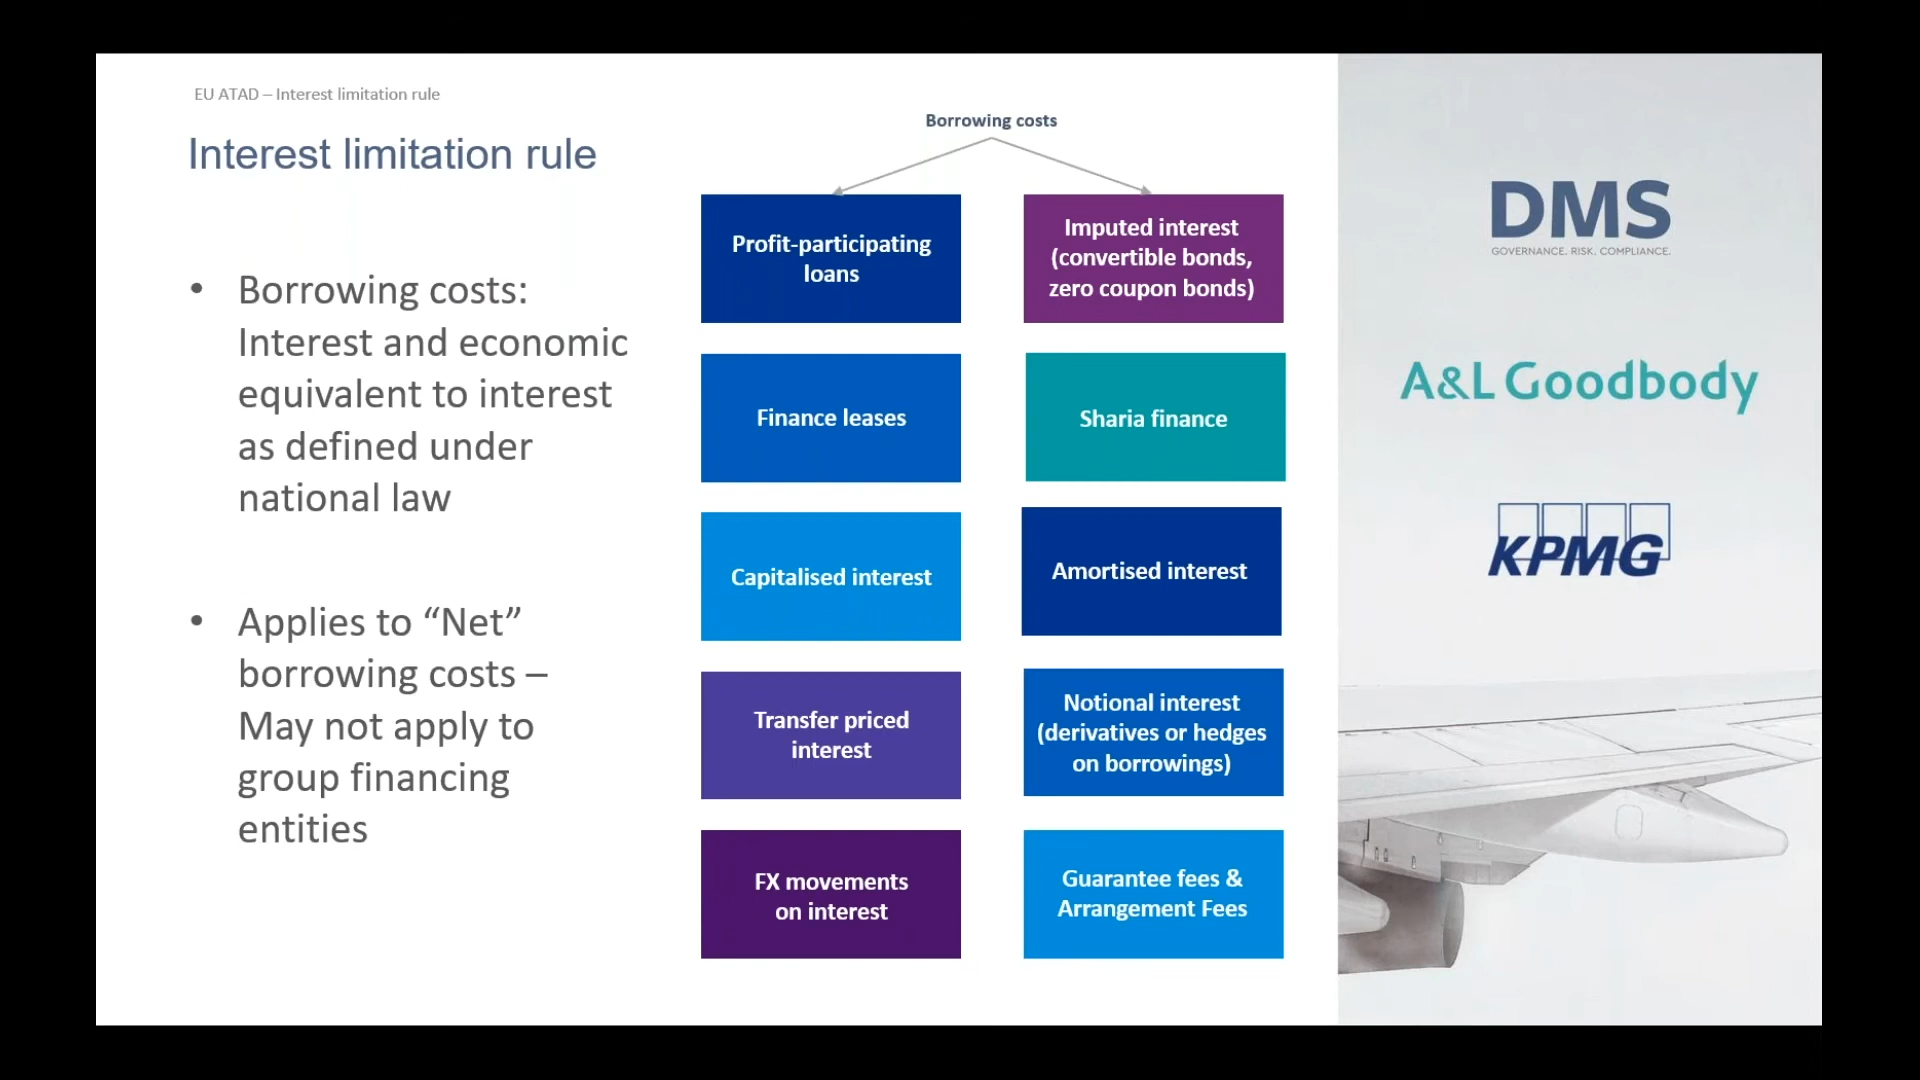 EU ATAD – Interest limitation rule
Interest limitation rule
• Borrowing costs:
Interest and economic
equivalent to interest
as defined under
national law
• Applies to “Net”
borrowing costs –
May not apply to
group financing
entities
Borrowing costs
Profit-participating
loans
Imputed interest
(convertible bonds,
zero coupon bonds)
Finance leases
Sharia finance
Capitalised interest
Amortised interest
Transfer priced
interest
Notional interest
(derivatives or hedges
on borrowings)
FX movements
on interest
Guarantee fees &
Arrangement Fees
DMS
GOVERNANCE. RISK. COMPLIANCE.
A&L Goodbody
KPMG